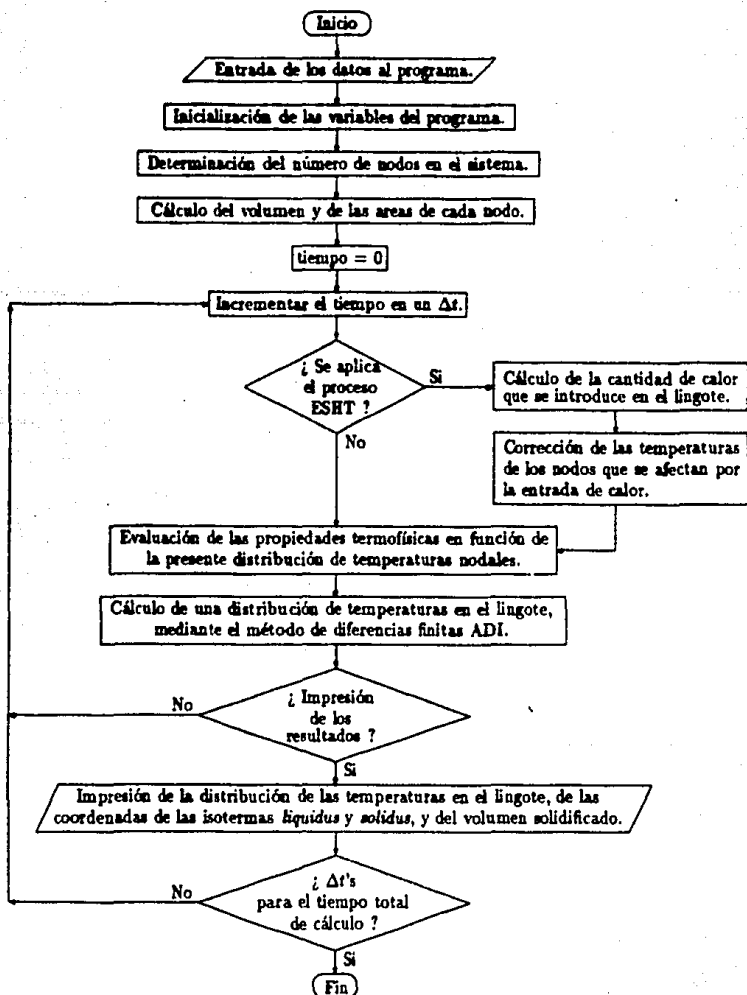 Inicio
Entrada de los datos al programa.
Inicialización de las variables del programa.
Determinación del número de nodos en el sistema.
Cálculo del volumen y de las areas de cada nodo.
tiempo = 0
Incrementar el tiempo en un Δt.
¿ Se aplica
el proceso
ESHT ?
Si
Cálculo de la cantidad de calor
que se introduce en el lingote.
No
Corrección de las temperaturas
de los nodos que se afectan por
la entrada de calor.
Evaluación de las propiedades termofísicas en función de
la presente distribución de temperaturas nodales.
Cálculo de una distribución de temperaturas en el lingote,
mediante el método de diferencias finitas ADI.
No
¿ Impresión
de los
resultados ?
Si
Impresión de la distribución de las temperaturas en el lingote, de las
coordenadas de las isotermas liquidus y solidus, y del volumen solidificado.
No
¿ Δt's
para el tiempo total
de cálculo ?
Si
Fin